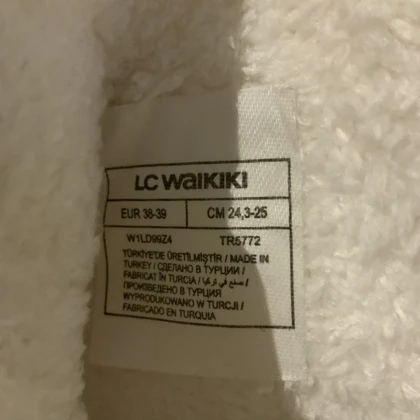 LC WAIKIKI
EUR 38-39 CM 24,3-25
W1LD99Z4 TR5772
TÜRKİYE'DE ÜRETİLMİŞTİR / MADE IN
TURKEY / СДЕЛАНО В ТУРЦИИ /
FABRICAT ÎN TURCIA / صنع في تركيا /
ПРОИЗВЕДЕНО В ТУРЦИЯ
WYPRODUKOWANO W TURCJI /
FABRICADO EN TURQUIA